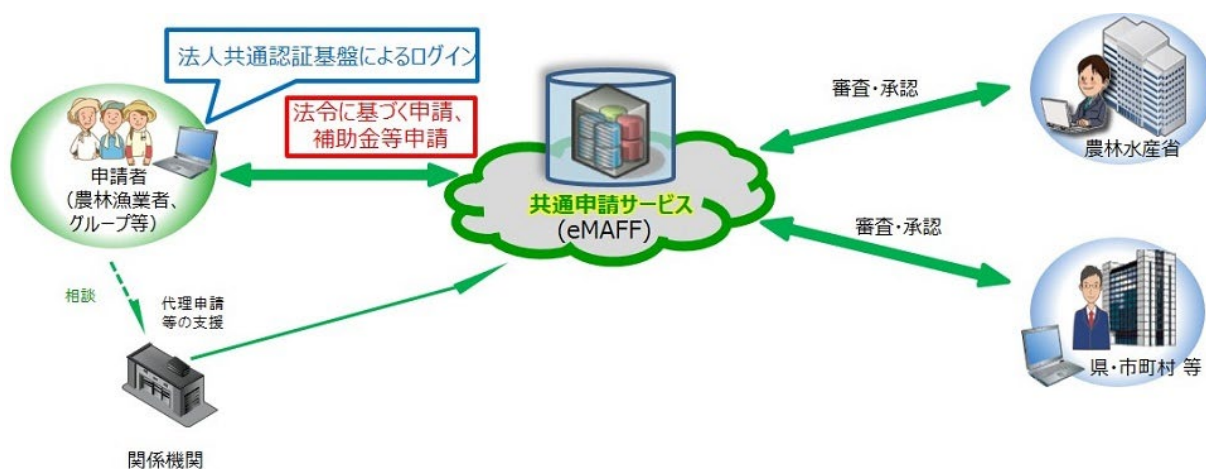 法人共通認証基盤によるログイン
法令に基づく申請、
補助金等申請
申請者
(農林漁業者、
グループ等)
共通申請サービス
(eMAFF)
審査・承認
農林水産省
審査・承認
県・市町村 等
相談
代理申請
等の支援
関係機関